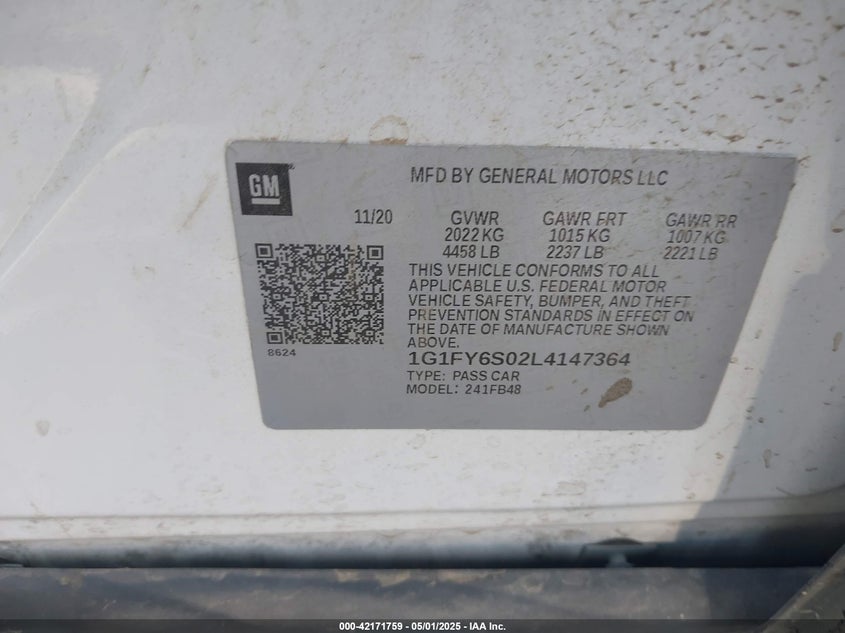 GM
MFD BY GENERAL MOTORS LLC
11/20 GVWR GAWR FRT GAWR RR
2022 KG 1015 KG 1007 KG
4458 LB 2237 LB 2221 LB
THIS VEHICLE CONFORMS TO ALL
APPLICABLE U.S. FEDERAL MOTOR
VEHICLE SAFETY, BUMPER, AND THEFT
PREVENTION STANDARDS IN EFFECT ON
THE DATE OF MANUFACTURE SHOWN
ABOVE.
8624
1G1FY6S02L4147364
TYPE: PASS CAR
MODEL: 241FB48
000-42171759 - 05/01/2025 - IAA Inc.